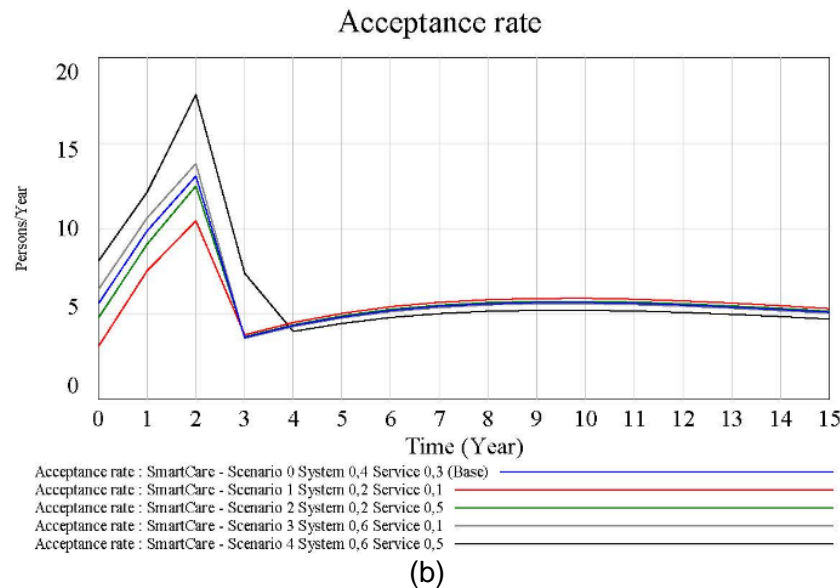 Acceptance rate
20
15
10
5
0
Persons/Year
0 1 2 3 4 5 6 7 8 9 10 11 12 13 14 15
Time (Year)
Acceptance rate : SmartCare - Scenario 0 System 0,4 Service 0,3 (Base)
Acceptance rate : SmartCare - Scenario 1 System 0,2 Service 0,1
Acceptance rate : SmartCare - Scenario 2 System 0,2 Service 0,5
Acceptance rate : SmartCare - Scenario 3 System 0,6 Service 0,1
Acceptance rate : SmartCare - Scenario 4 System 0,6 Service 0,5
(b)